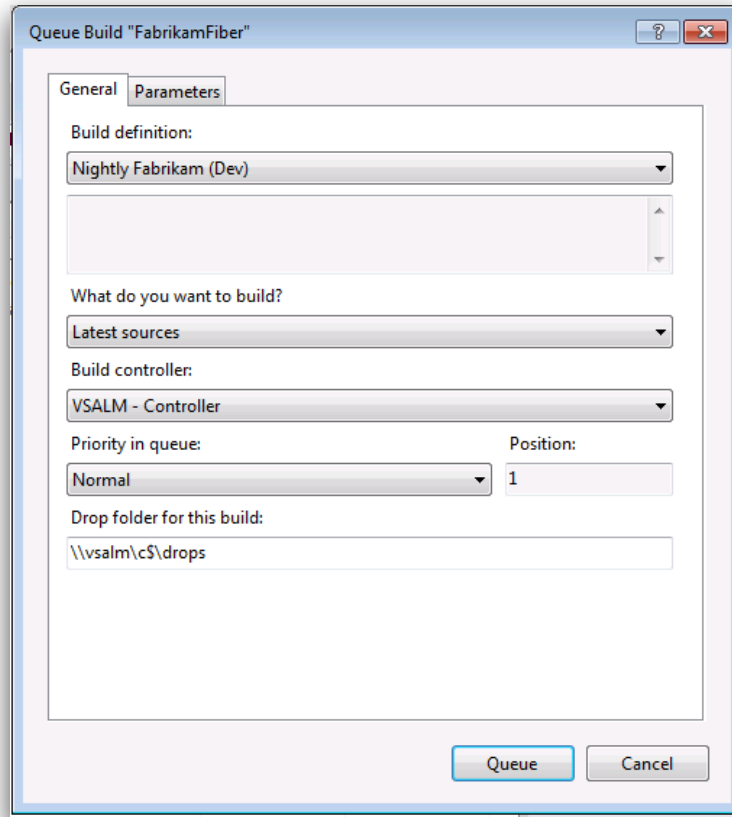 Queue Build "FabrikamFiber"
General Parameters
Build definition:
Nightly Fabrikam (Dev)
What do you want to build?
Latest sources
Build controller:
VSALM - Controller
Priority in queue: Position:
Normal 1
Drop folder for this build:
\\vsalm\c$\drops
Queue Cancel